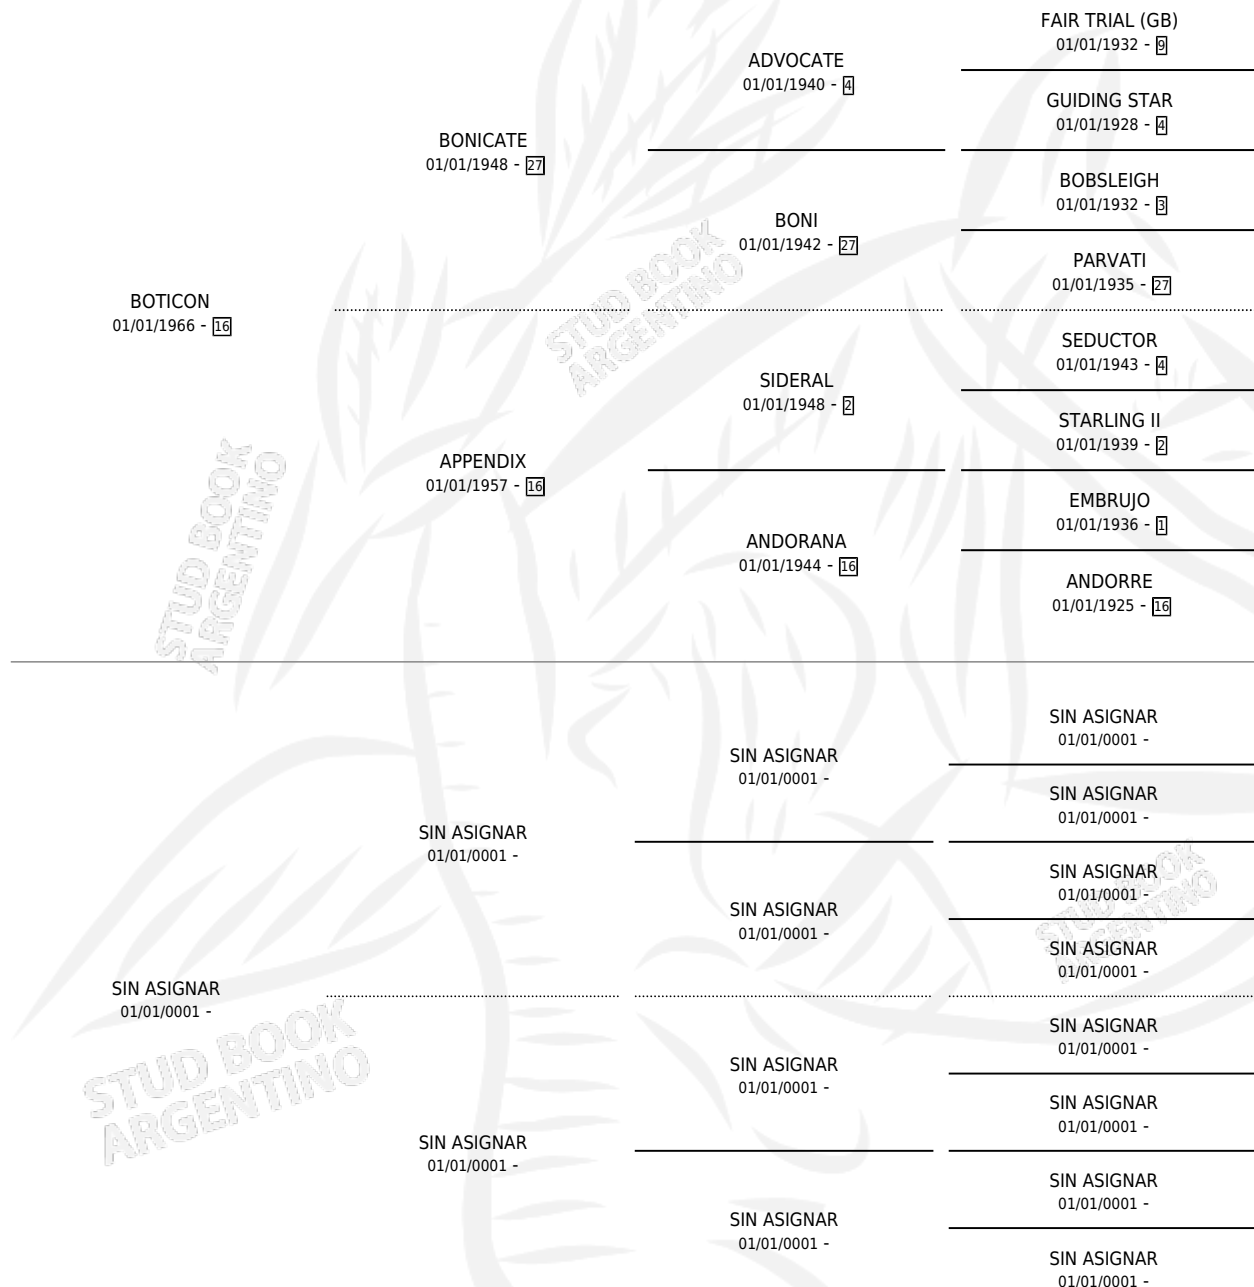 FAIR TRIAL (GB)
01/01/1932 - 9
ADVOCATE
01/01/1940 - 4
GUIDING STAR
01/01/1928 - 4
BONICATE
01/01/1948 - 27
BOBSLEIGH
01/01/1932 - 3
BONI
01/01/1942 - 27
PARVATI
01/01/1935 - 27
BOTICON
01/01/1966 - 16
STUD BOOK
ARGENTINO
SEDUCTOR
01/01/1943 - 4
SIDERAL
01/01/1948 - 2
STARLING II
01/01/1939 - 2
APPENDIX
01/01/1957 - 16
EMBRUJO
01/01/1936 - 1
ANDORANA
01/01/1944 - 16
ANDORRE
01/01/1925 - 16
STUD BOOK
ARGENTINO
SIN ASIGNAR
01/01/0001 -
SIN ASIGNAR
01/01/0001 -
SIN ASIGNAR
01/01/0001 -
SIN ASIGNAR
01/01/0001 -
SIN ASIGNAR
01/01/0001 -
SIN ASIGNAR
01/01/0001 -
SIN ASIGNAR
01/01/0001 -
STUD BOOK
ARGENTINO
SIN ASIGNAR
01/01/0001 -
STUD BOOK
ARGENTINO
SIN ASIGNAR
01/01/0001 -
SIN ASIGNAR
01/01/0001 -
SIN ASIGNAR
01/01/0001 -
SIN ASIGNAR
01/01/0001 -
SIN ASIGNAR
01/01/0001 -
SIN ASIGNAR
01/01/0001 -
SIN ASIGNAR
01/01/0001 -